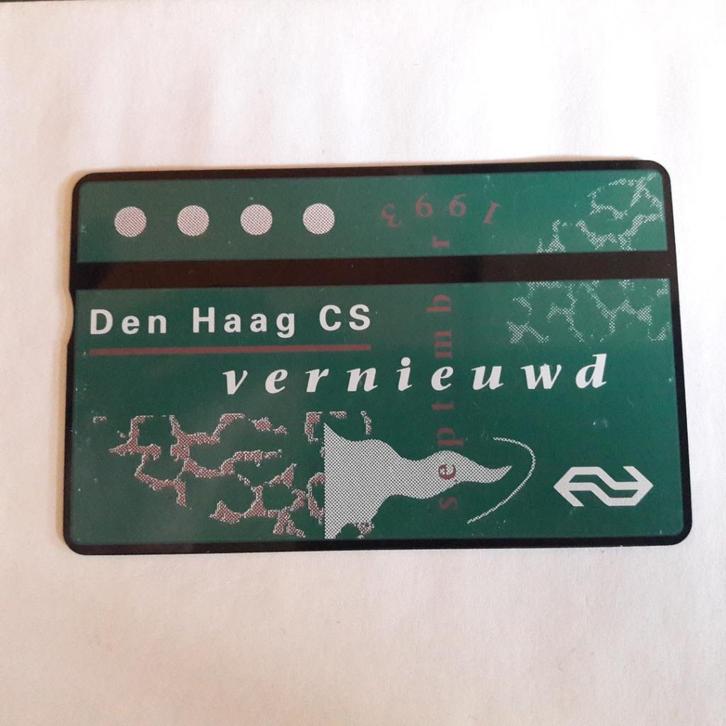 1993
Den Haag CS
vernieuwd
september